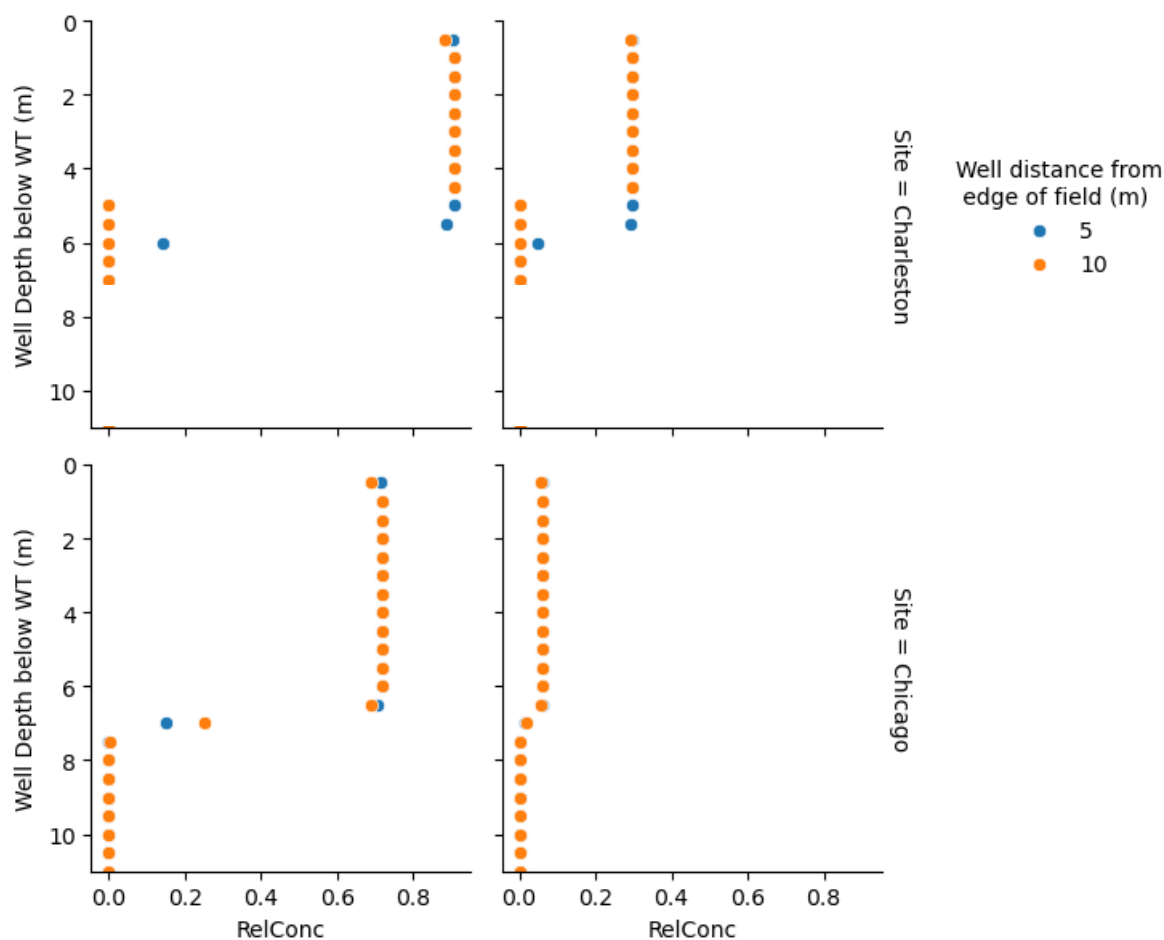 0
2
4
6
8
10
Well Depth below WT (m)
Site = Charleston
Well distance from
edge of field (m)
5
10
0
2
4
6
8
10
Well Depth below WT (m)
Site = Chicago
0.0 0.2 0.4 0.6 0.8
RelConc
0.0 0.2 0.4 0.6 0.8
RelConc